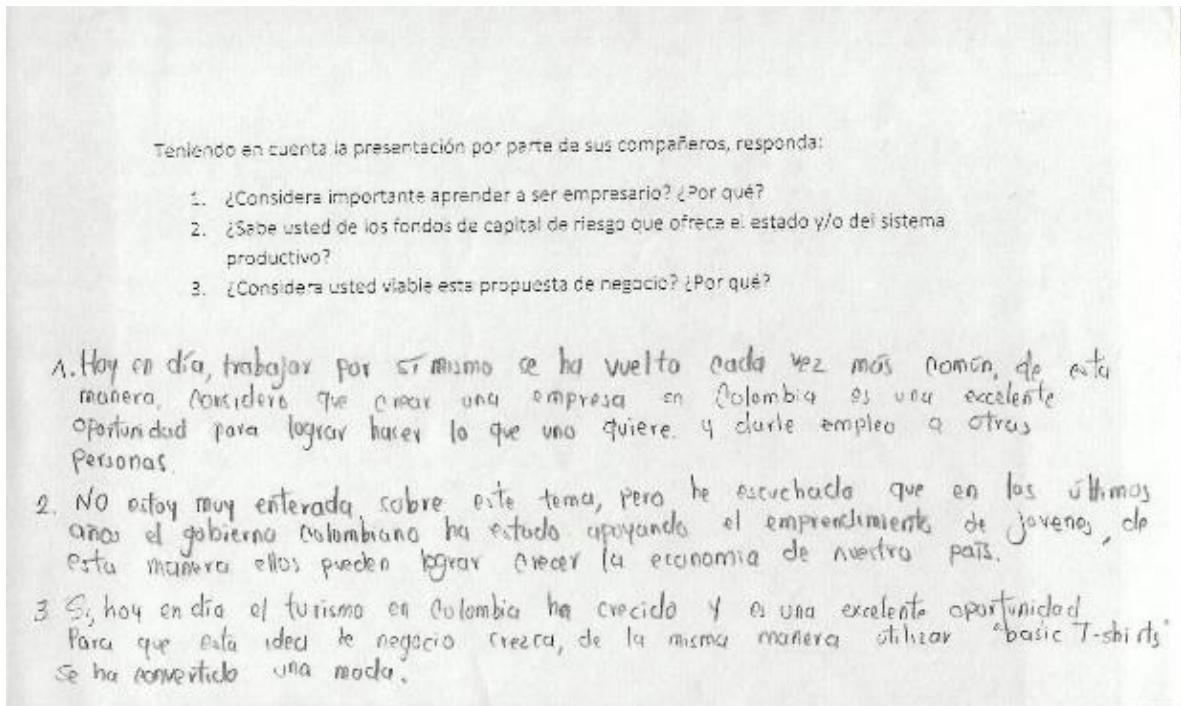 Teniendo en cuenta la presentación por parte de sus compañeros, responda:
1. ¿Considera importante aprender a ser empresario? ¿Por qué?
2. ¿Sabe usted de los fondos de capital de riesgo que ofrece el estado y/o del sistema
productivo?
3. ¿Considera usted viable esta propuesta de negocio? ¿Por qué?
1. Hoy en día, trabajar por sí mismo se ha vuelto cada vez más común, de esta
manera, considero que crear una empresa en Colombia es una excelente
oportunidad para lograr hacer lo que uno quiere. y darle empleo a otras
personas.
2. NO estoy muy enterada sobre este tema, pero he escuchado que en los últimos
años el gobierno colombiano ha estado apoyando el emprendimiento de jovenes, de
esta manera ellos pueden lograr crecer la economia de nuestro país.
3 Si, hoy en día el turismo en Colombia ha crecido y es una excelente oportunidad
Para que esta idea de negocio crezca, de la misma manera utilizar "basic T-shirts"
se ha convertido una moda.